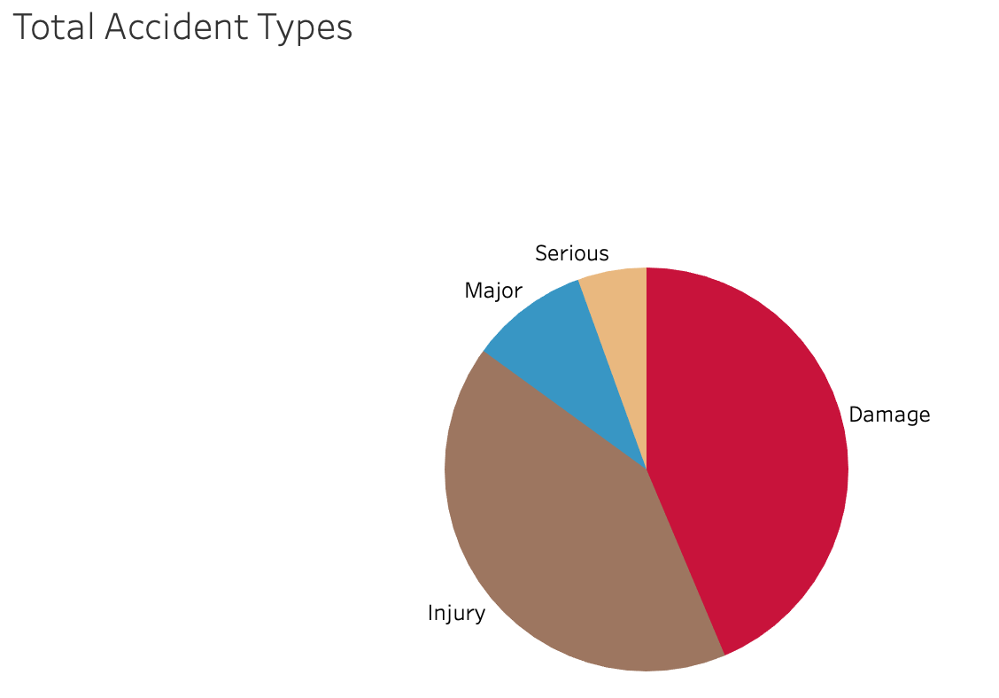 Total Accident Types
Serious
Major
Damage
Injury